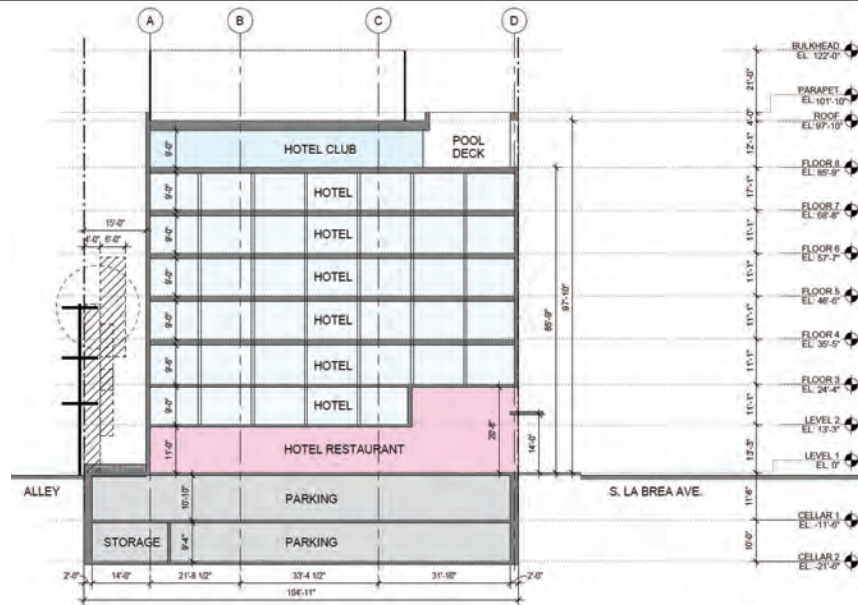 A B C D
BULKHEAD
EL. 122'-0"
21'-0"
PARAPET
EL. 101'-10"
4'-0"
ROOF
EL. 97'-10"
12'-1"
9'-0"
HOTEL CLUB
POOL
DECK
FLOOR 8
EL. 85'-9"
17'-1"
9'-0"
HOTEL
FLOOR 7
EL. 68'-8"
15'-0"
4'-0" 6'-0"
9'-0"
HOTEL
11'-1"
FLOOR 6
EL. 57'-7"
9'-0"
HOTEL
11'-1"
FLOOR 5
EL. 46'-6"
9'-0"
HOTEL
85'-9"
97'-10"
11'-1"
FLOOR 4
EL. 35'-5"
9'-6"
HOTEL
11'-1"
FLOOR 3
EL. 24'-4"
9'-0"
HOTEL
11'-1"
LEVEL 2
EL. 13'-3"
11'-0"
HOTEL RESTAURANT
20'-8"
14'-0"
13'-3"
LEVEL 1
EL. 0"
ALLEY
S. LA BREA AVE.
10'-10"
PARKING
11'-6"
CELLAR 1
EL. -11'-6"
STORAGE
9'-4"
PARKING
10'-0"
CELLAR 2
EL. -21'-6"
2'-0" 14'-6" 21'-8 1/2" 33'-4 1/2" 31'-16" 2'-0"
104'-11"